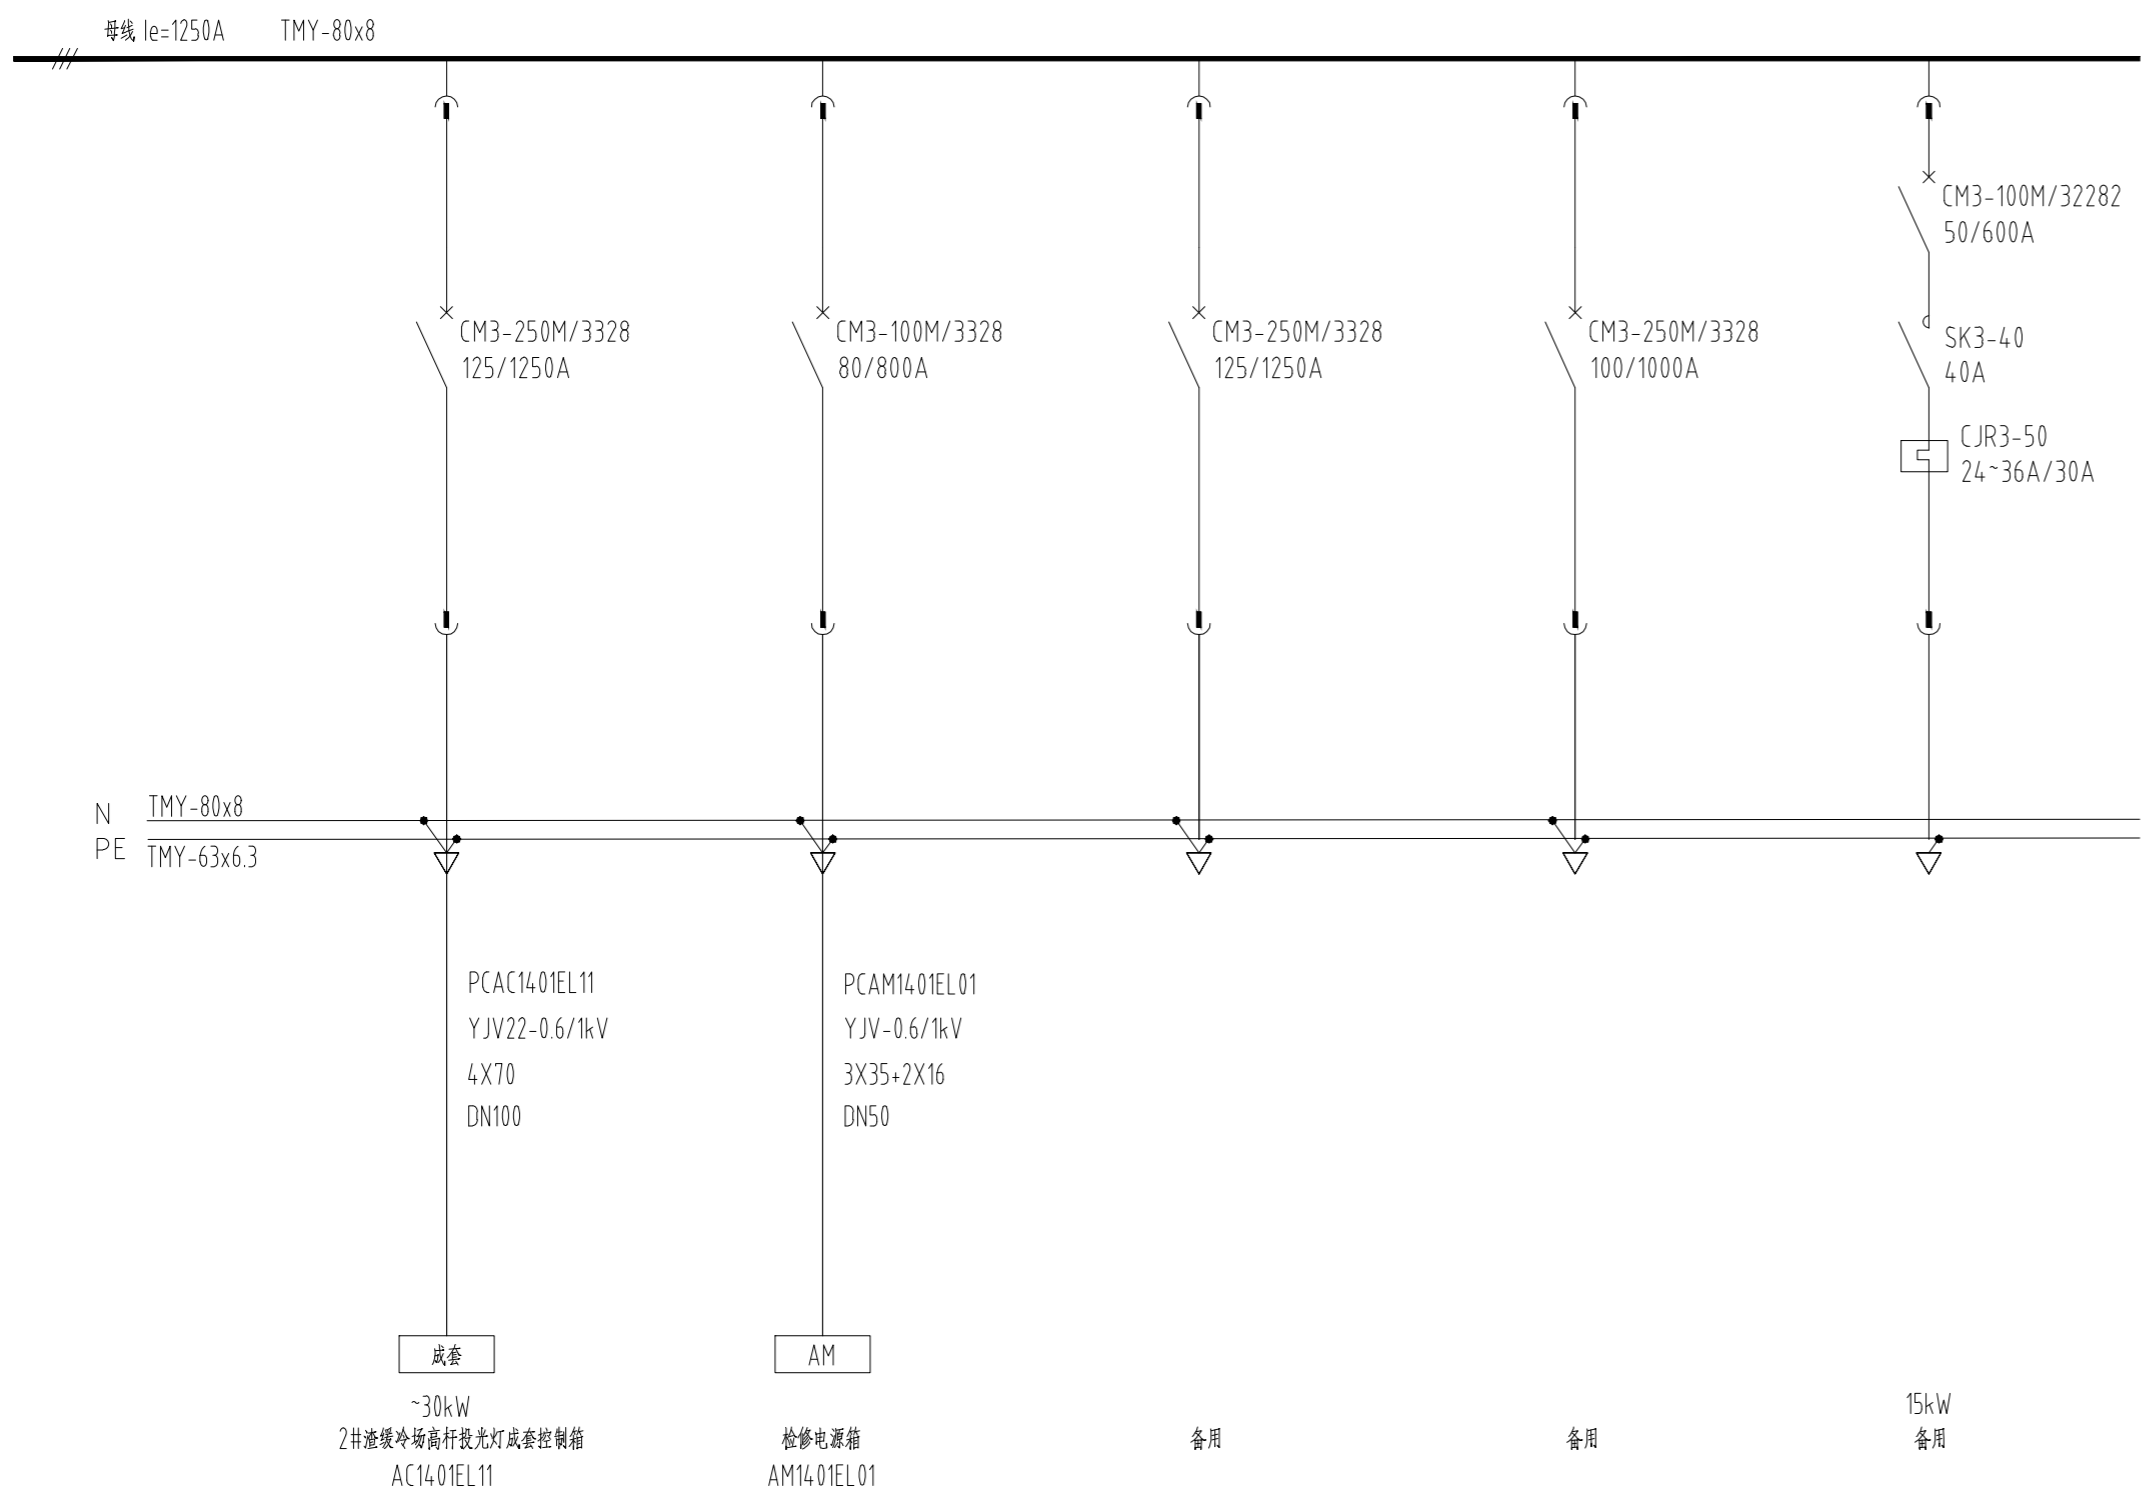 母线 Ie=1250A TMY-80x8
CM3-100M/32282
50/600A
CM3-250M/3328
125/1250A
CM3-100M/3328
80/800A
CM3-250M/3328
125/1250A
CM3-250M/3328
100/1000A
SK3-40
40A
CJR3-50
24~36A/30A
N TMY-80x8
PE TMY-63x6.3
PCAC1401EL11
YJV22-0.6/1kV
4X70
DN100
PCAM1401EL01
YJV-0.6/1kV
3X35+2X16
DN50
成套
AM
~30kW
2#渣缓冷场高杆投光灯成套控制箱
AC1401EL11
检修电源箱
AM1401EL01
备用
备用
15kW
备用